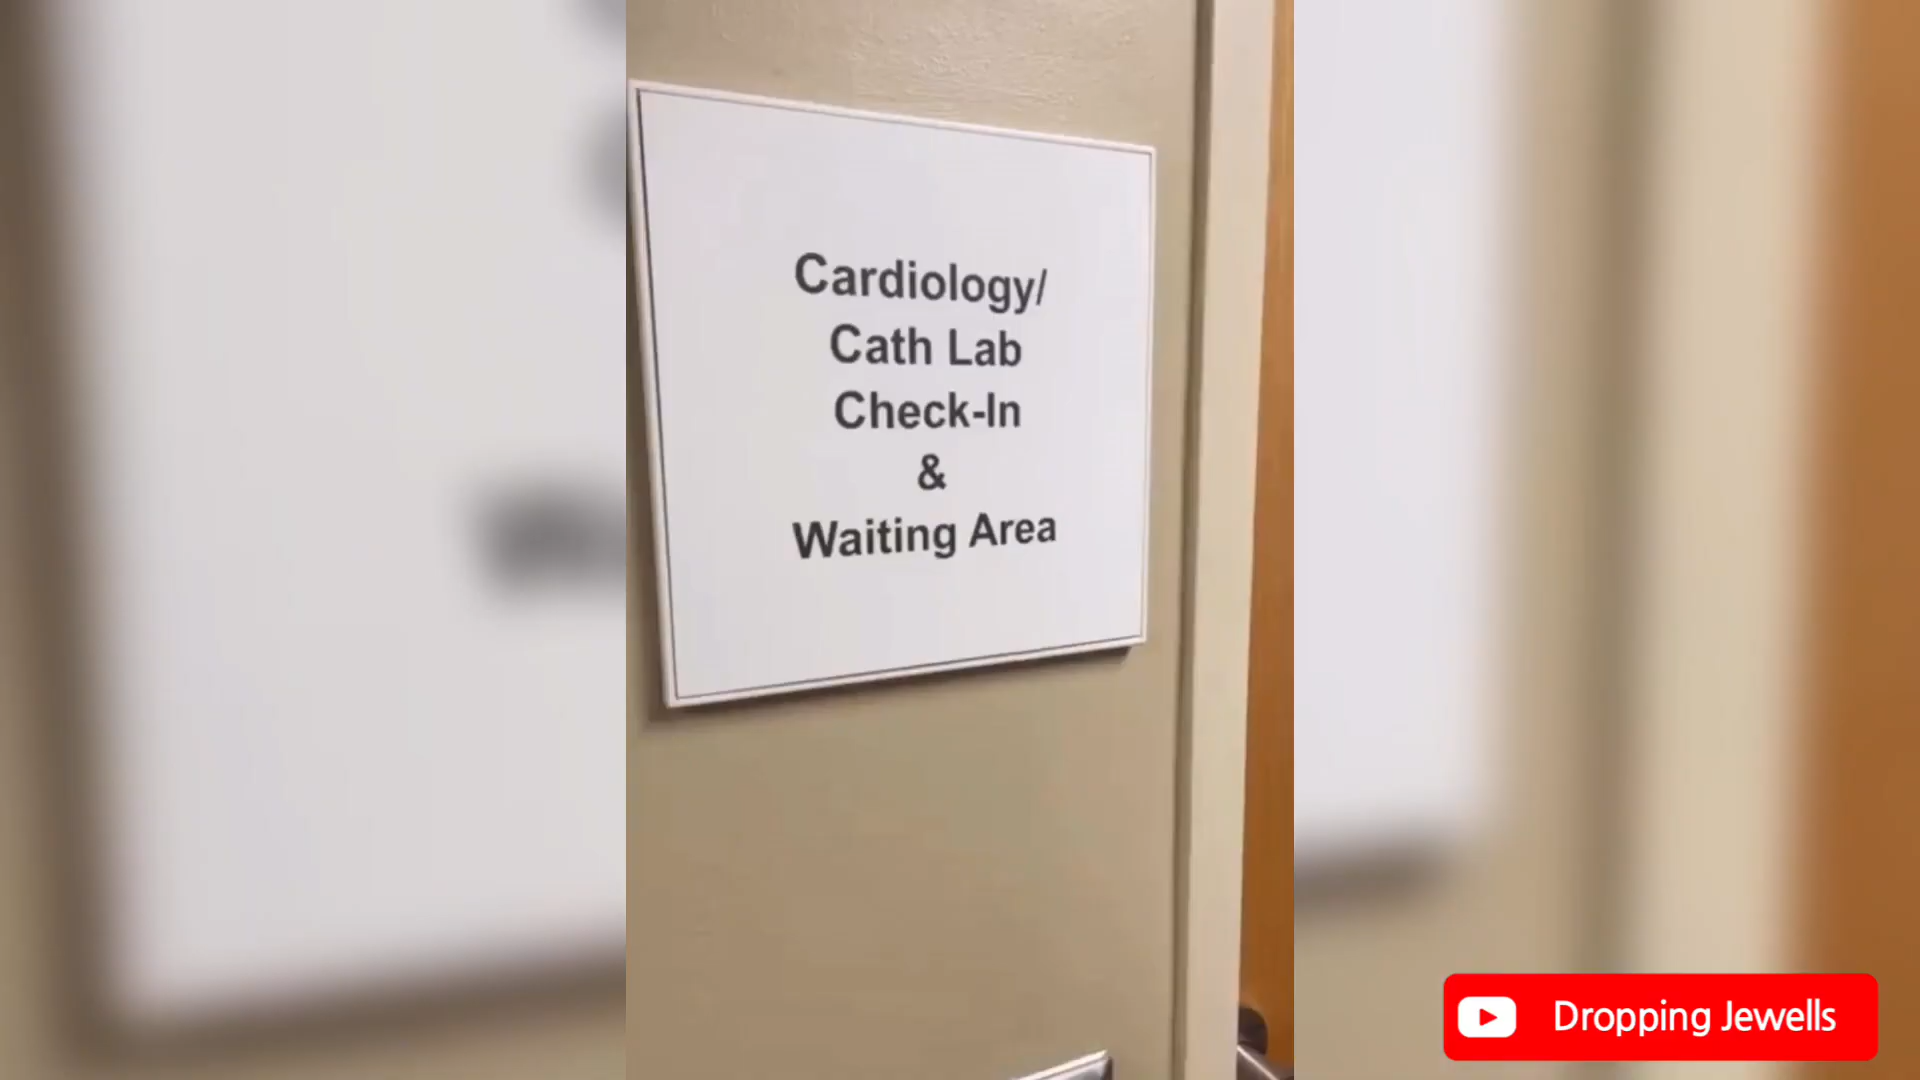 Cardiology/
Cath Lab
Check-In
&
Waiting Area
Dropping Jewells